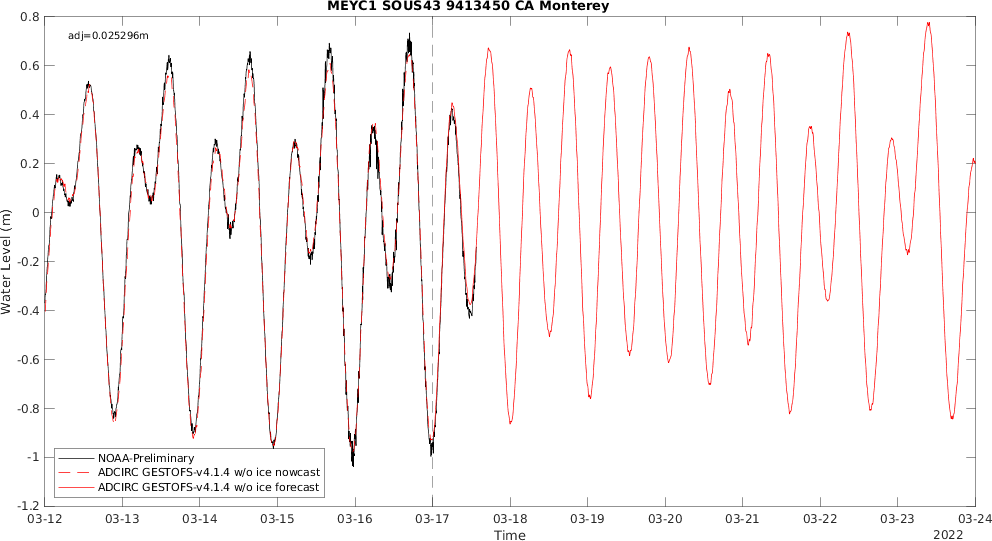 MEYC1 SOUS43 9413450 CA Monterey
adj=0.025296m
0.8
0.6
0.4
0.2
0
-0.2
-0.4
-0.6
-0.8
-1
-1.2
Water Level (m)
NOAA-Preliminary
ADCIRC GESTOFS-v4.1.4 w/o ice nowcast
ADCIRC GESTOFS-v4.1.4 w/o ice forecast
03-12 03-13 03-14 03-15 03-16 03-17 03-18 03-19 03-20 03-21 03-22 03-23 03-24
Time
2022